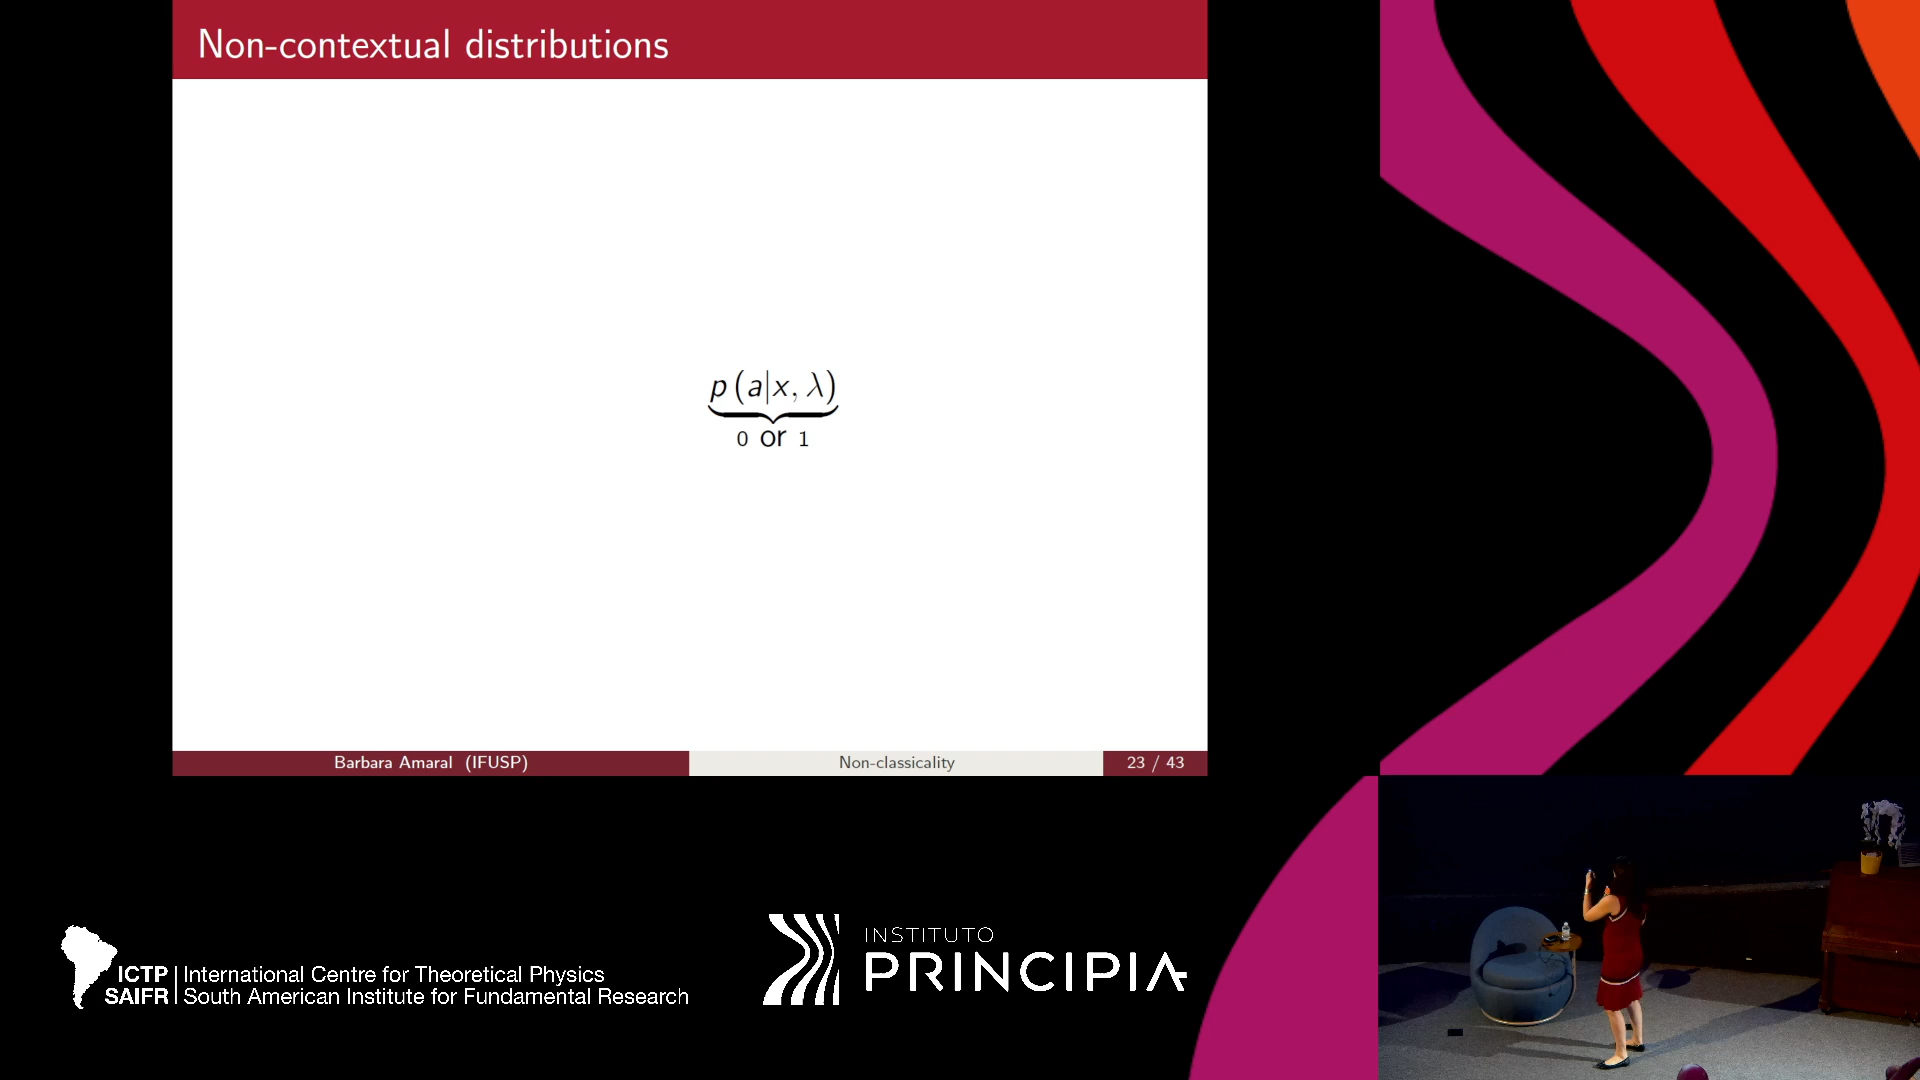 Non-contextual distributions
p (a|x, λ)
0 or 1
Barbara Amaral (IFUSP)
Non-classicality
23 / 43
ICTP
SAIFR
International Centre for Theoretical Physics
South American Institute for Fundamental Research
INSTITUTO
PRINCIPIA